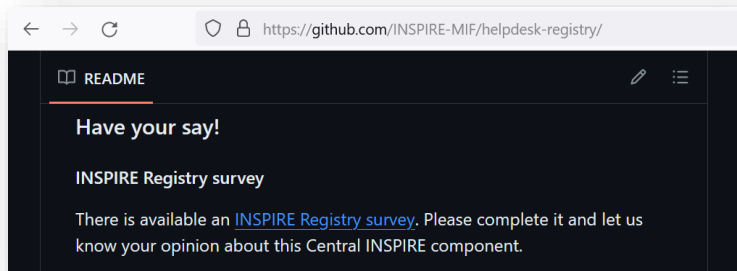 https://github.com/INSPIRE-MIF/helpdesk-registry/
README
Have your say!
INSPIRE Registry survey
There is available an INSPIRE Registry survey. Please complete it and let us
know your opinion about this Central INSPIRE component.